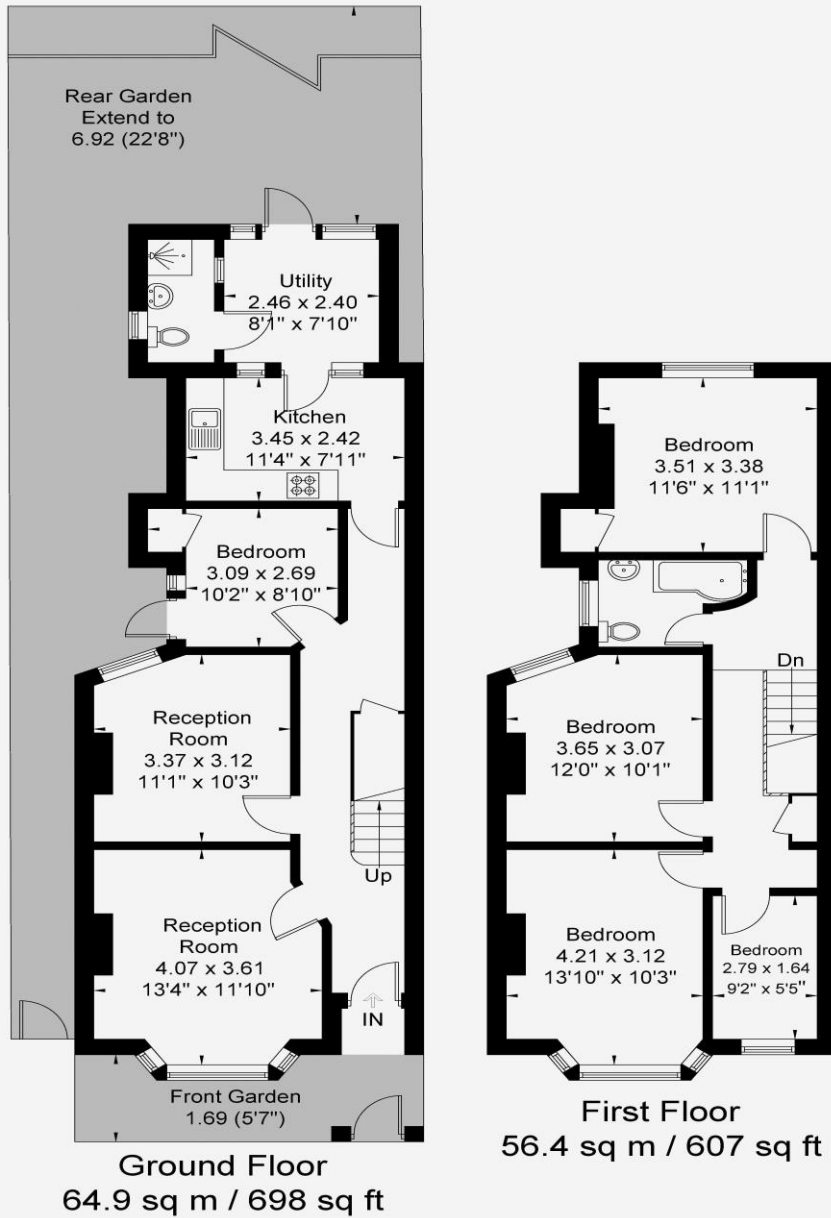 Rear Garden
Extend to
6.92 (22'8")
Utility
2.46 x 2.40
8'1" x 7'10"
Kitchen
3.45 x 2.42
11'4" x 7'11"
Bedroom
3.09 x 2.69
10'2" x 8'10"
Reception
Room
3.37 x 3.12
11'1" x 10'3"
Up
Reception
Room
4.07 x 3.61
13'4" x 11'10"
IN
Front Garden
1.69 (5'7")
Ground Floor
64.9 sq m / 698 sq ft
Bedroom
3.51 x 3.38
11'6" x 11'1"
Dn
Bedroom
3.65 x 3.07
12'0" x 10'1"
Bedroom
4.21 x 3.12
13'10" x 10'3"
Bedroom
2.79 x 1.64
9'2" x 5'5"
First Floor
56.4 sq m / 607 sq ft